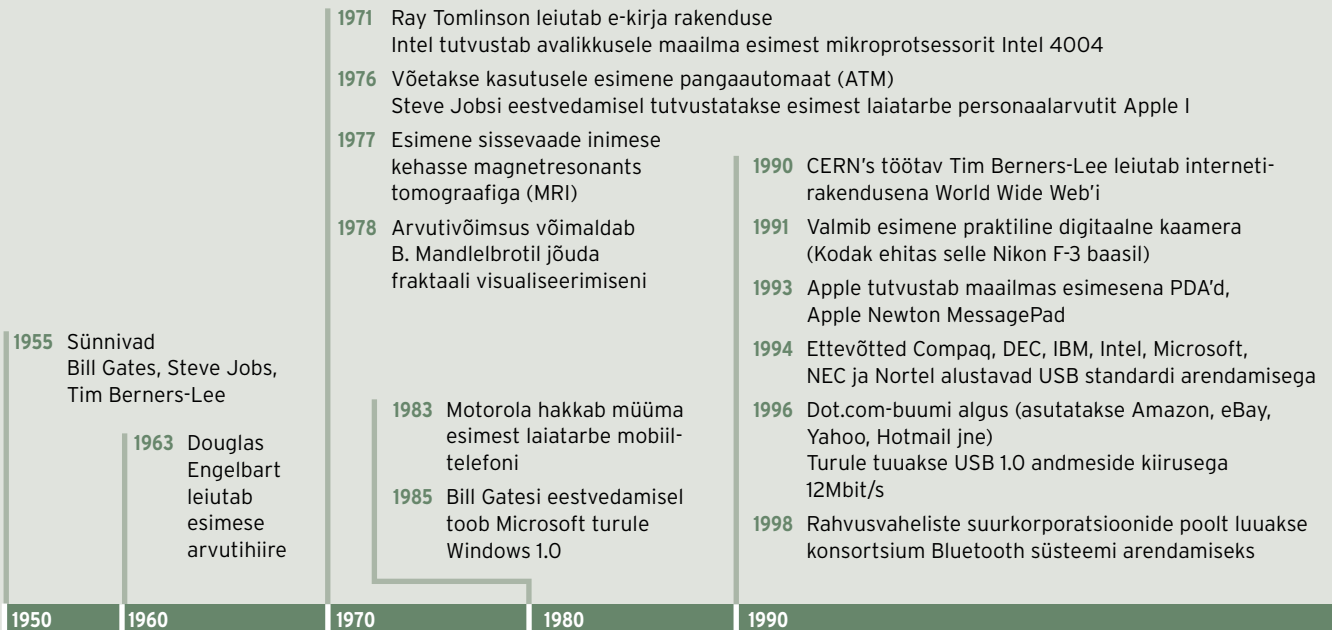 1971 Ray Tomlinson leiutab e-kirja rakenduse
Intel tutvustab avalikkusele maailma esimest mikroprotsessorit Intel 4004
1976 Võetakse kasutusele esimene pangaautomaat (ATM)
Steve Jobsi eestvedamisel tutvustatakse esimest laiatarbe personaalarvutit Apple I
1977 Esimene sissevaade inimese
kehasse magnetresonants
tomograafiga (MRI)
1978 Arvutivõimsus võimaldab
B. Mandlelbrotil jõuda
fraktaali visualiseerimiseni
1955 Sünnivad
Bill Gates, Steve Jobs,
Tim Berners-Lee
1963 Douglas
Engelbart
leiutab
esimese
arvutihiire
1983 Motorola hakkab müüma
esimest laiatarbe mobiil-
telefoni
1985 Bill Gatesi eestvedamisel
toob Microsoft turule
Windows 1.0
1990 CERN's töötav Tim Berners-Lee leiutab interneti-
rakendusena World Wide Web'i
1991 Valmib esimene praktiline digitaalne kaamera
(Kodak ehitas selle Nikon F-3 baasil)
1993 Apple tutvustab maailmas esimesena PDA'd,
Apple Newton MessagePad
1994 Ettevõtted Compaq, DEC, IBM, Intel, Microsoft,
NEC ja Nortel alustavad USB standardi arendamisega
1996 Dot.com-buumi algus (asutatakse Amazon, eBay,
Yahoo, Hotmail jne)
Turule tuuakse USB 1.0 andmeside kiirusega
12Mbit/s
1998 Rahvusvaheliste suurkorporatsioonide poolt luuakse
konsortsium Bluetooth süsteemi arendamiseks
1950 1960 1970 1980 1990